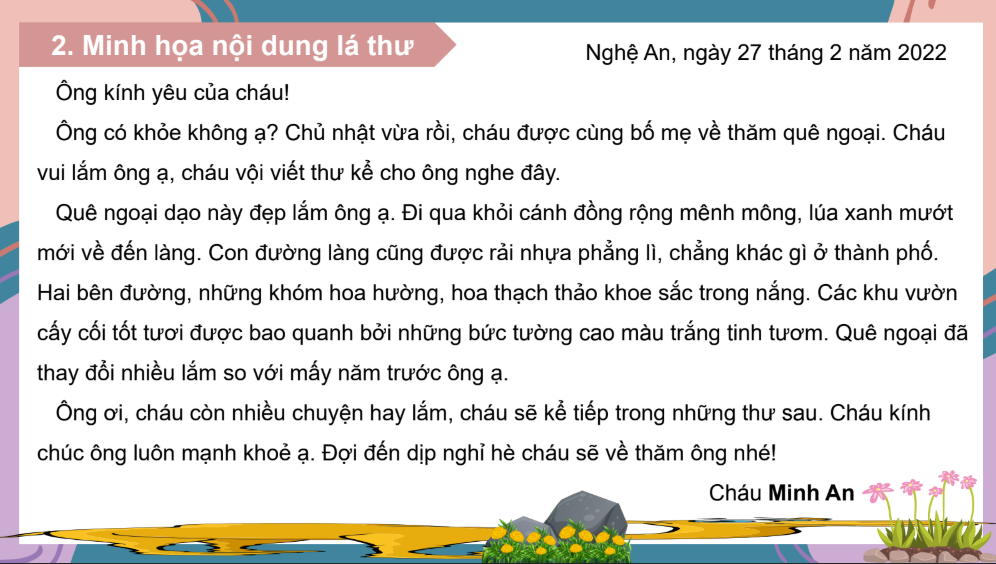 2. Minh họa nội dung lá thư
Nghệ An, ngày 27 tháng 2 năm 2022
Ông kính yêu của cháu!
Ông có khỏe không ạ? Chủ nhật vừa rồi, cháu được cùng bố mẹ về thăm quê ngoại. Cháu
vui lắm ông ạ, cháu vội viết thư kể cho ông nghe đây.
Quê ngoại dạo này đẹp lắm ông ạ. Đi qua khỏi cánh đồng rộng mênh mông, lúa xanh mướt
mới về đến làng. Con đường làng cũng được rải nhựa phẳng lì, chẳng khác gì ở thành phố.
Hai bên đường, những khóm hoa hường, hoa thạch thảo khoe sắc trong nắng. Các khu vườn
cấy cối tốt tươi được bao quanh bởi những bức tường cao màu trắng tinh tươm. Quê ngoại đã
thay đổi nhiều lắm so với mấy năm trước ông ạ.
Ông ơi, cháu còn nhiều chuyện hay lắm, cháu sẽ kể tiếp trong những thư sau. Cháu kính
chúc ông luôn mạnh khoẻ ạ. Đợi đến dịp nghỉ hè cháu sẽ về thăm ông nhé!
Cháu Minh An